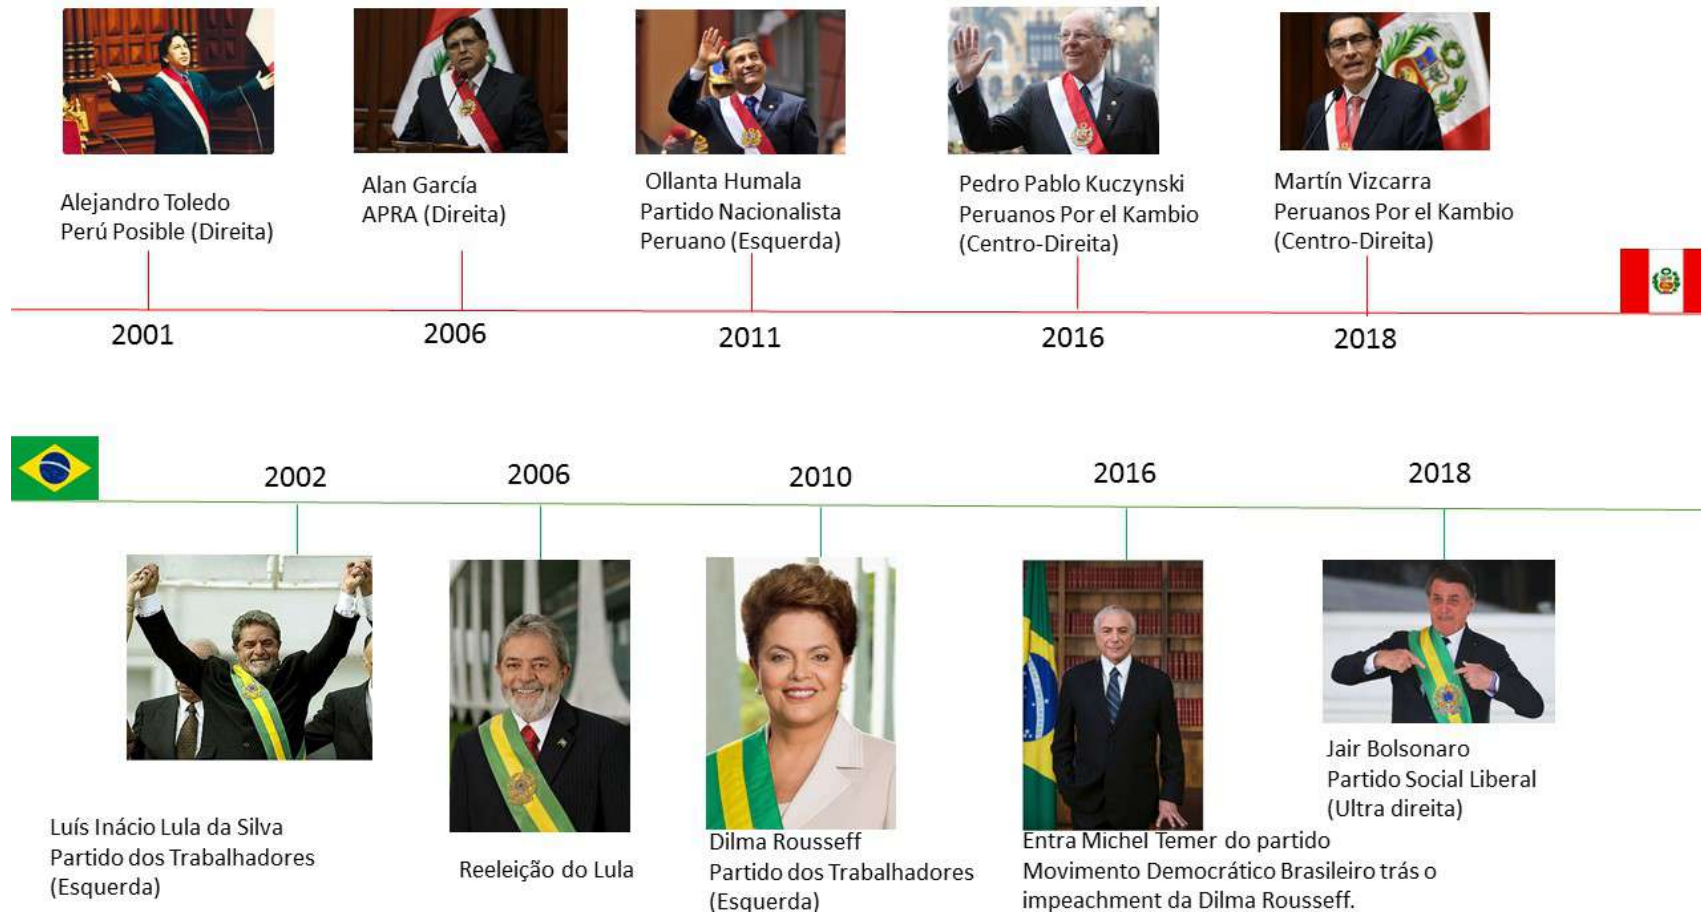 Alejandro Toledo
Perú Posible (Direita)
Alan García
APRA (Direita)
Ollanta Humala
Partido Nacionalista
Peruano (Esquerda)
Pedro Pablo Kuczynski
Peruanos Por el Kambio
(Centro-Direita)
Martín Vizcarra
Peruanos Por el Kambio
(Centro-Direita)
2001
2006
2011
2016
2018
2002
2006
2010
2016
2018
Luís Inácio Lula da Silva
Partido dos Trabalhadores
(Esquerda)
Reeleição do Lula
Dilma Rousseff
Partido dos Trabalhadores
(Esquerda)
Entra Michel Temer do partido
Movimento Democrático Brasileiro trás o
impeachment da Dilma Rousseff.
Jair Bolsonaro
Partido Social Liberal
(Ultra direita)